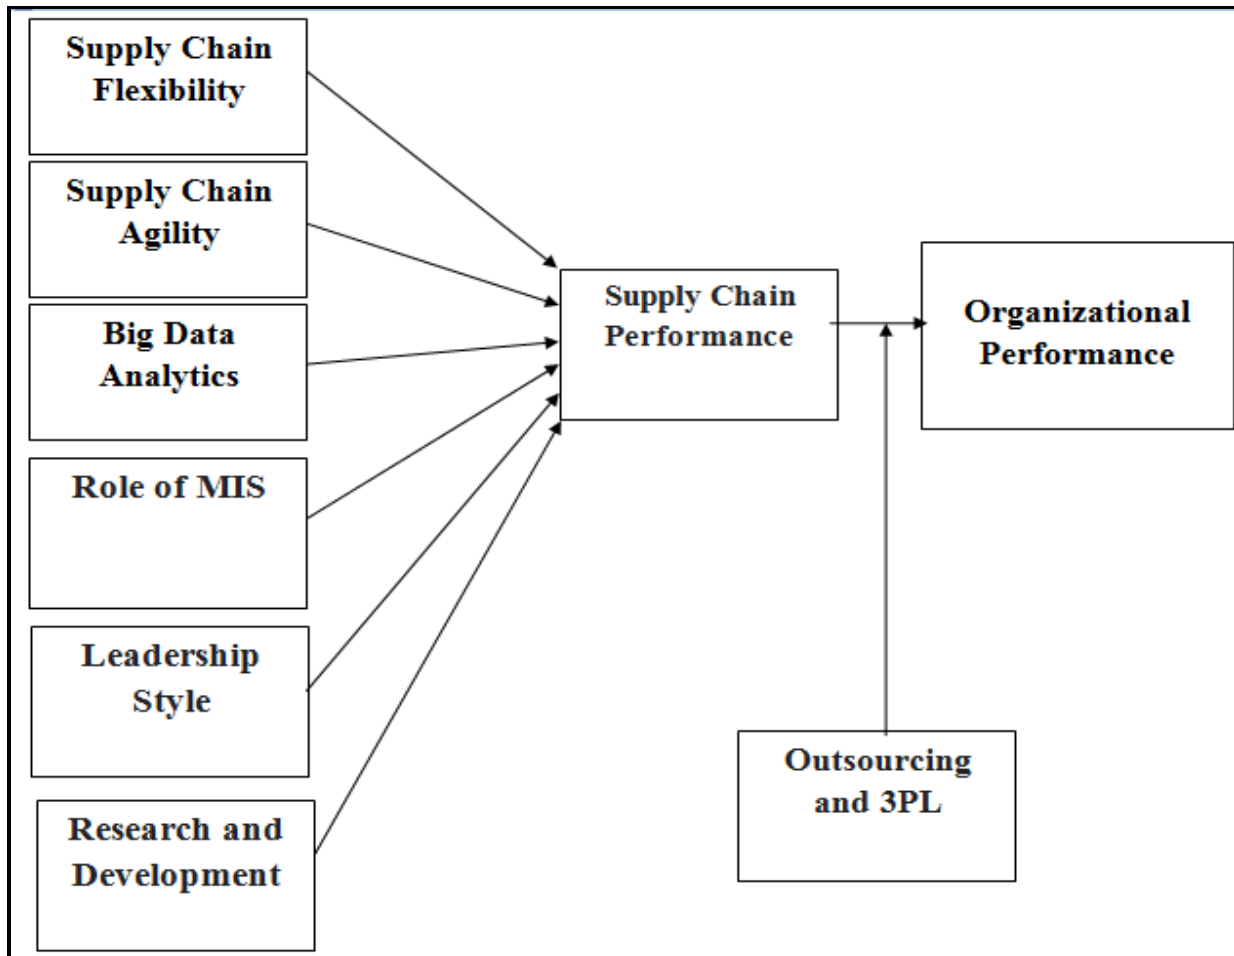 Supply Chain
Flexibility
Supply Chain
Agility
Big Data
Analytics
Role of MIS
Leadership
Style
Research and
Development
Supply Chain
Performance
Organizational
Performance
Outsourcing
and 3PL